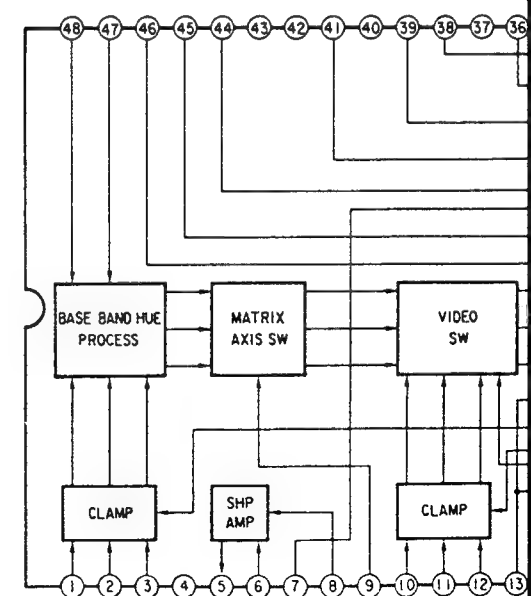 48 47 46 45 44 43 42 41 40 39 38 37 36
BASE BAND HUE
PROCESS
MATRIX
AXIS SW
VIDEO
SW
CLAMP
SHP
AMP
CLAMP
1 2 3 4 5 6 7 8 9 10 11 12 13